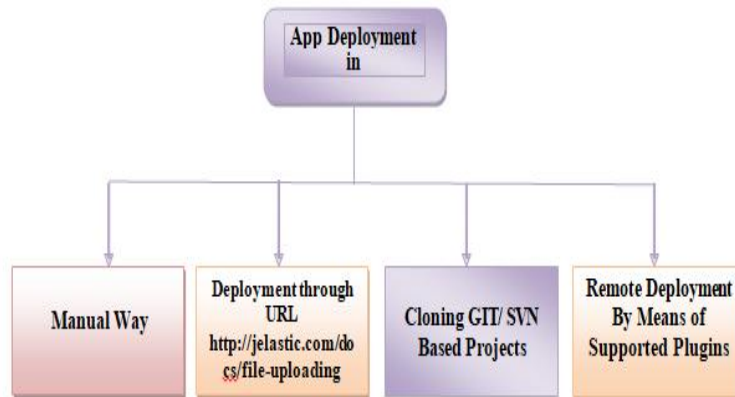 App Deployment
in
Manual Way
Deployment through
URL
http://jelastic.com/do
cs/file-uploading
Cloning GIT/ SVN
Based Projects
Remote Deployment
By Means of
Supported Plugins